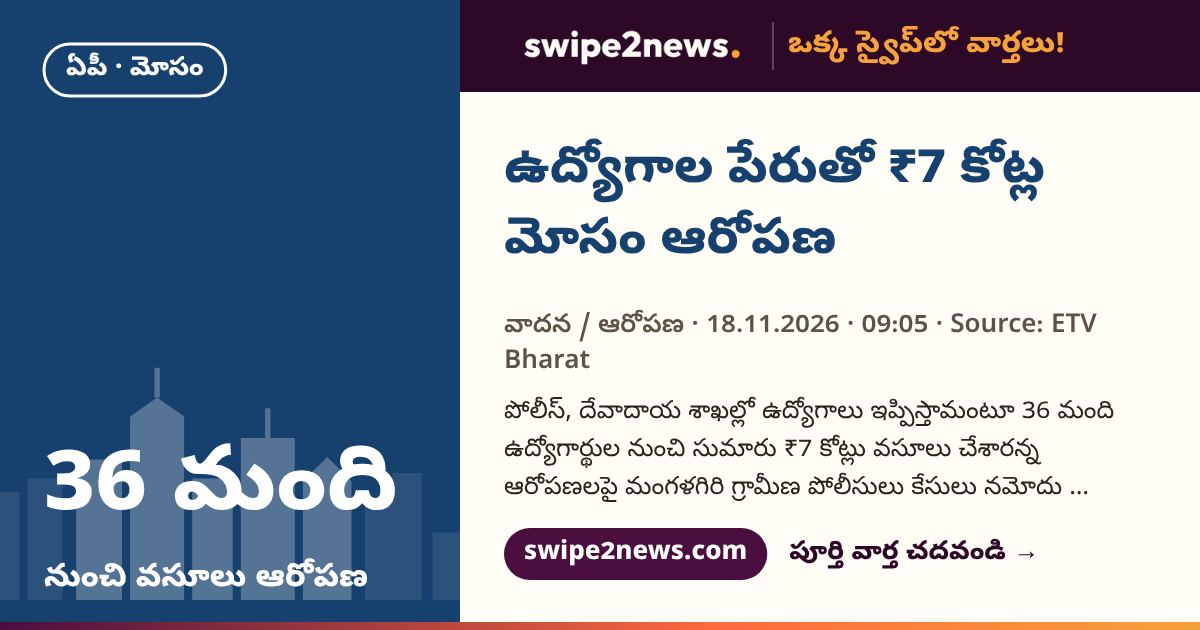 ఏపీ · మోసం
36 మంది
నుంచి వసూలు ఆరోపణ
swipe2news.
ఒక్క స్వైప్‌లో వార్తలు!
ఉద్యోగాల పేరుతో ₹7 కోట్ల
మోసం ఆరోపణ
వాదన / ఆరోపణ · 18.11.2026 · 09:05 · Source: ETV
Bharat
పోలీస్, దేవాదాయ శాఖల్లో ఉద్యోగాలు ఇప్పిస్తామంటూ 36 మంది
ఉద్యోగార్థుల నుంచి సుమారు ₹7 కోట్లు వసూలు చేశారన్న
ఆరోపణలపై మంగళగిరి గ్రామీణ పోలీసులు కేసులు నమోదు ...
swipe2news.com
పూర్తి వార్త చదవండి →